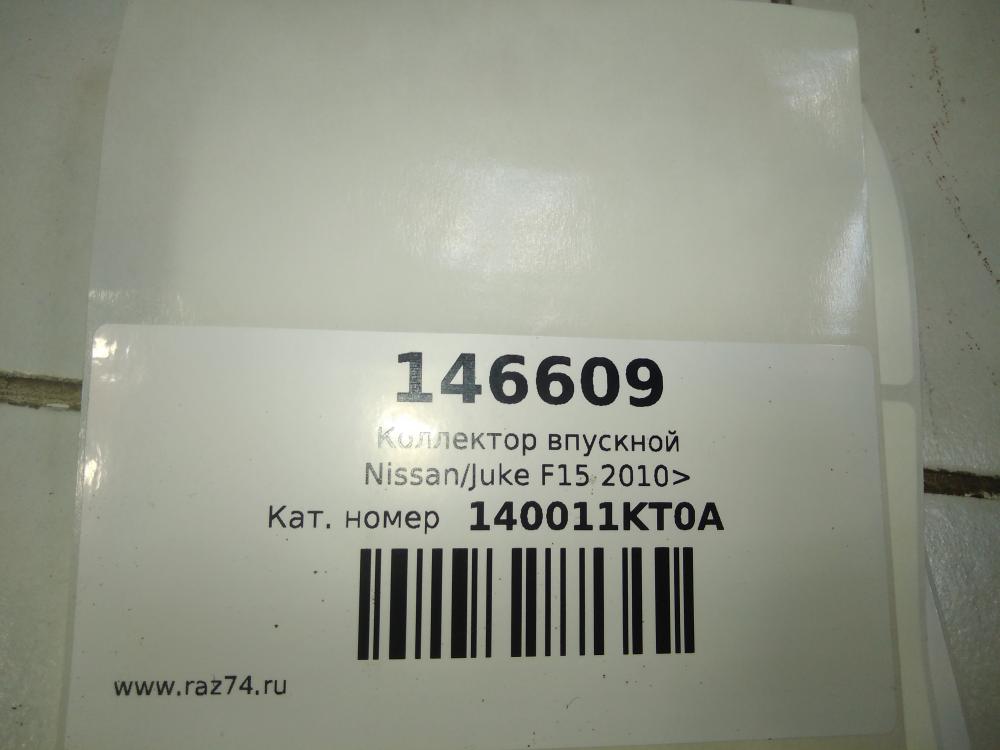 146609
Коллектор впускной
Nissan/Juke F15 2010>
Кат. номер 140011KT0A
www.raz74.ru